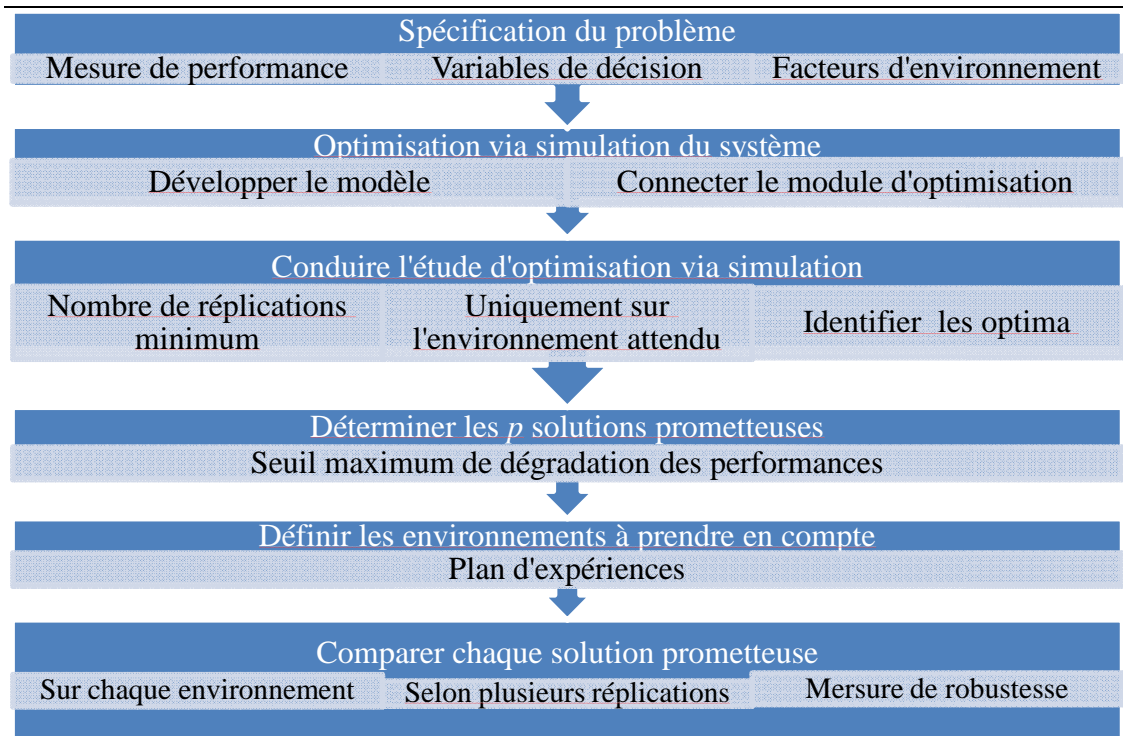 Spécification du problème
Mesure de performance
Variables de décision
Facteurs d'environnement
Optimisation via simulation du système
Développer le modèle
Connecter le module d'optimisation
Conduire l'étude d'optimisation via simulation
Nombre de réplications
minimum
Uniquement sur
l'environnement attendu
Identifier les optima
Déterminer les p solutions prometteuses
Seuil maximum de dégradation des performances
Définir les environnements à prendre en compte
Plan d'expériences
Comparer chaque solution prometteuse
Sur chaque environnement
Selon plusieurs réplications
Mersure de robustesse